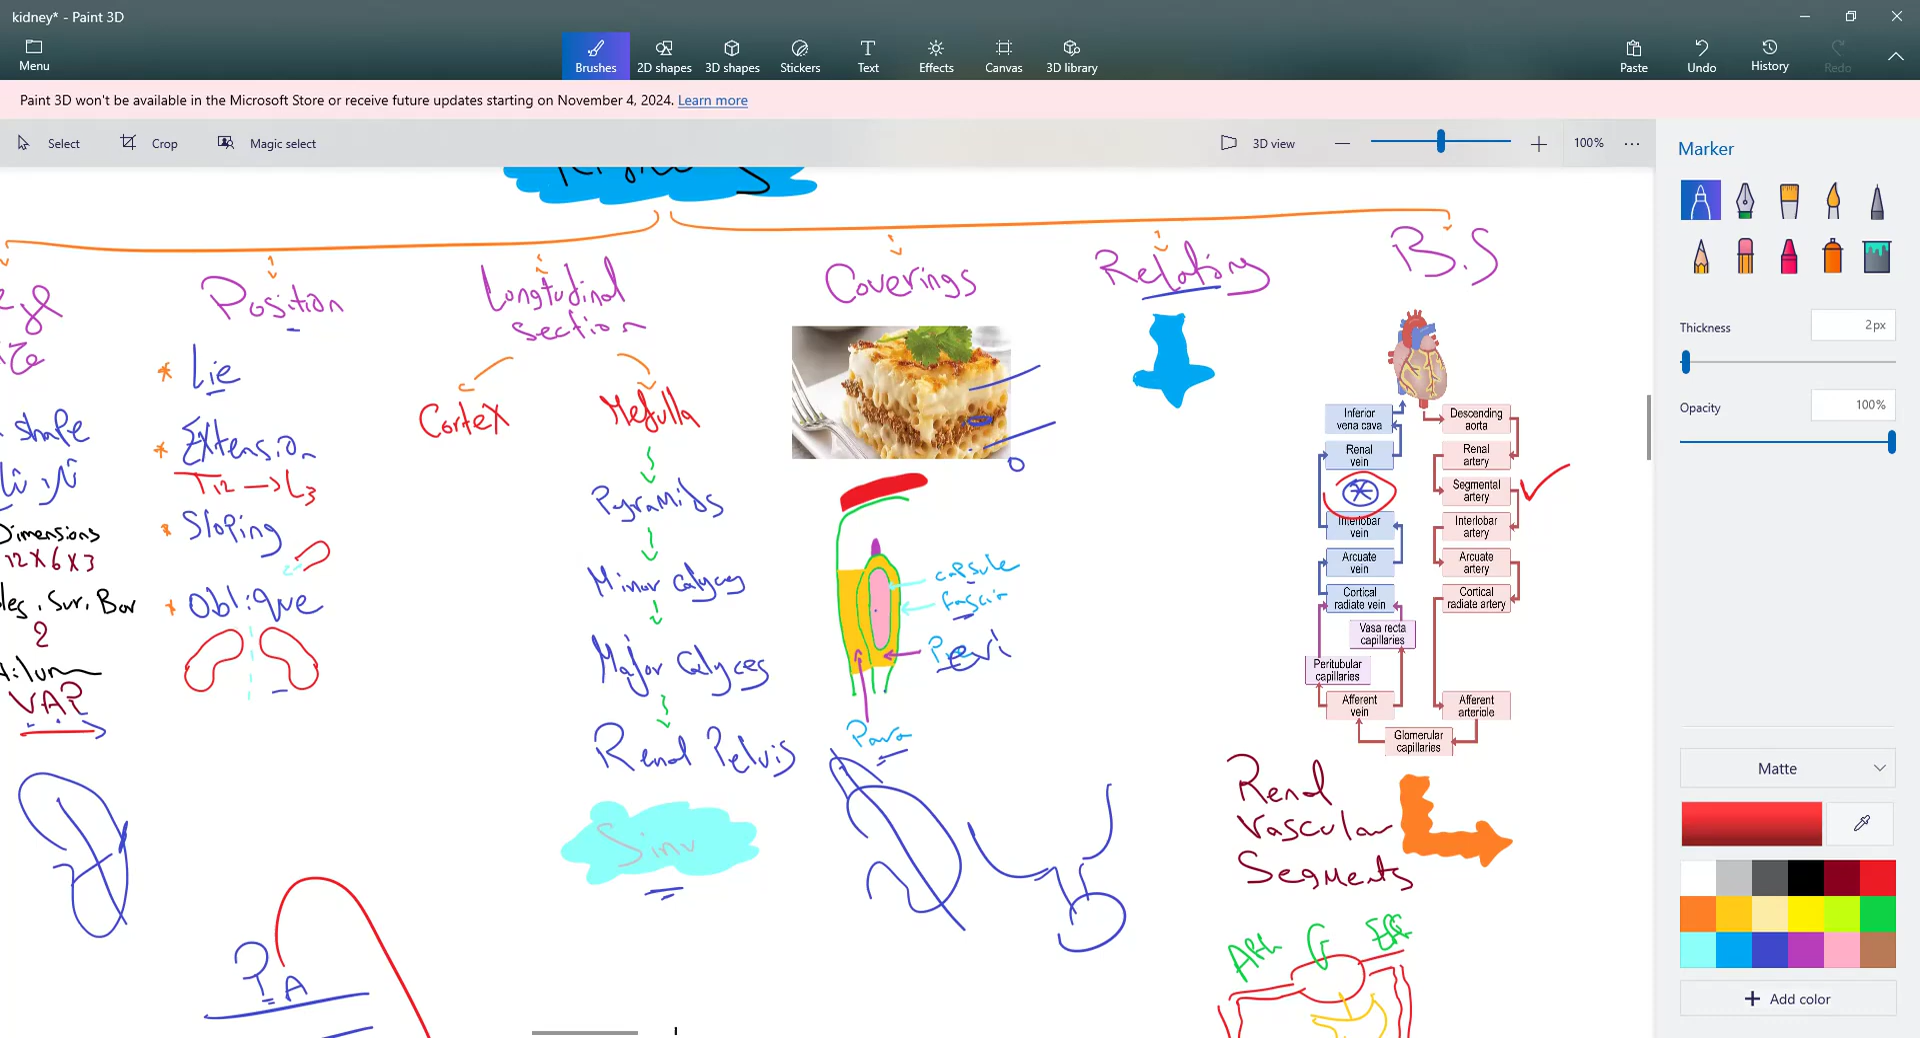 kidney* - Paint 3D
Menu
Brushes
2D shapes
3D shapes
Stickers
Text
Effects
Canvas
3D library
Paste
Undo
History
Redo
Paint 3D won't be available in the Microsoft Store or receive future updates starting on November 4, 2024. Learn more
Select
Crop
Magic select
3D view
100%
Marker
Thickness
2px
Opacity
100%
Matte
Add color
Position
* Lie
* Extension
T12 → L3
* Sloping
* Oblique
shape
Dimensions
12 x 6 x 3
Sur. Bor
2
Hilum
VAP
Longtudinal
section
Cortex
Medulla
Pyramids
Minor Calyces
Major Calyces
Renal Pelvis
Coverings
capsule
fascia
Para
B.S
Inferior
vena cava
Renal
vein
Interlobar
vein
Arcuate
vein
Cortical
radiate vein
Vasa recta
capillaries
Peritubular
capillaries
Afferent
vein
Glomerular
capillaries
Descending
aorta
Renal
artery
Segmental
artery
Interlobar
artery
Arcuate
artery
Cortical
radiate artery
Afferent
arteriole
Renal
Vascular
Segments
G